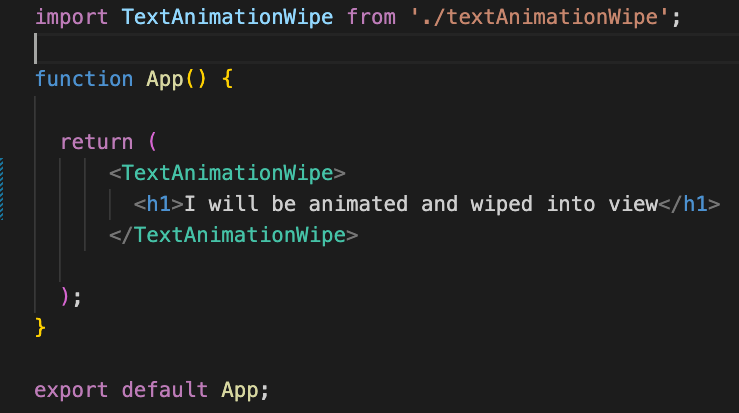 import TextAnimationWipe from './textAnimationWipe';
function App() {
return (
<TextAnimationWipe>
<h1>I will be animated and wiped into view</h1>
</TextAnimationWipe>
);
}
export default App;